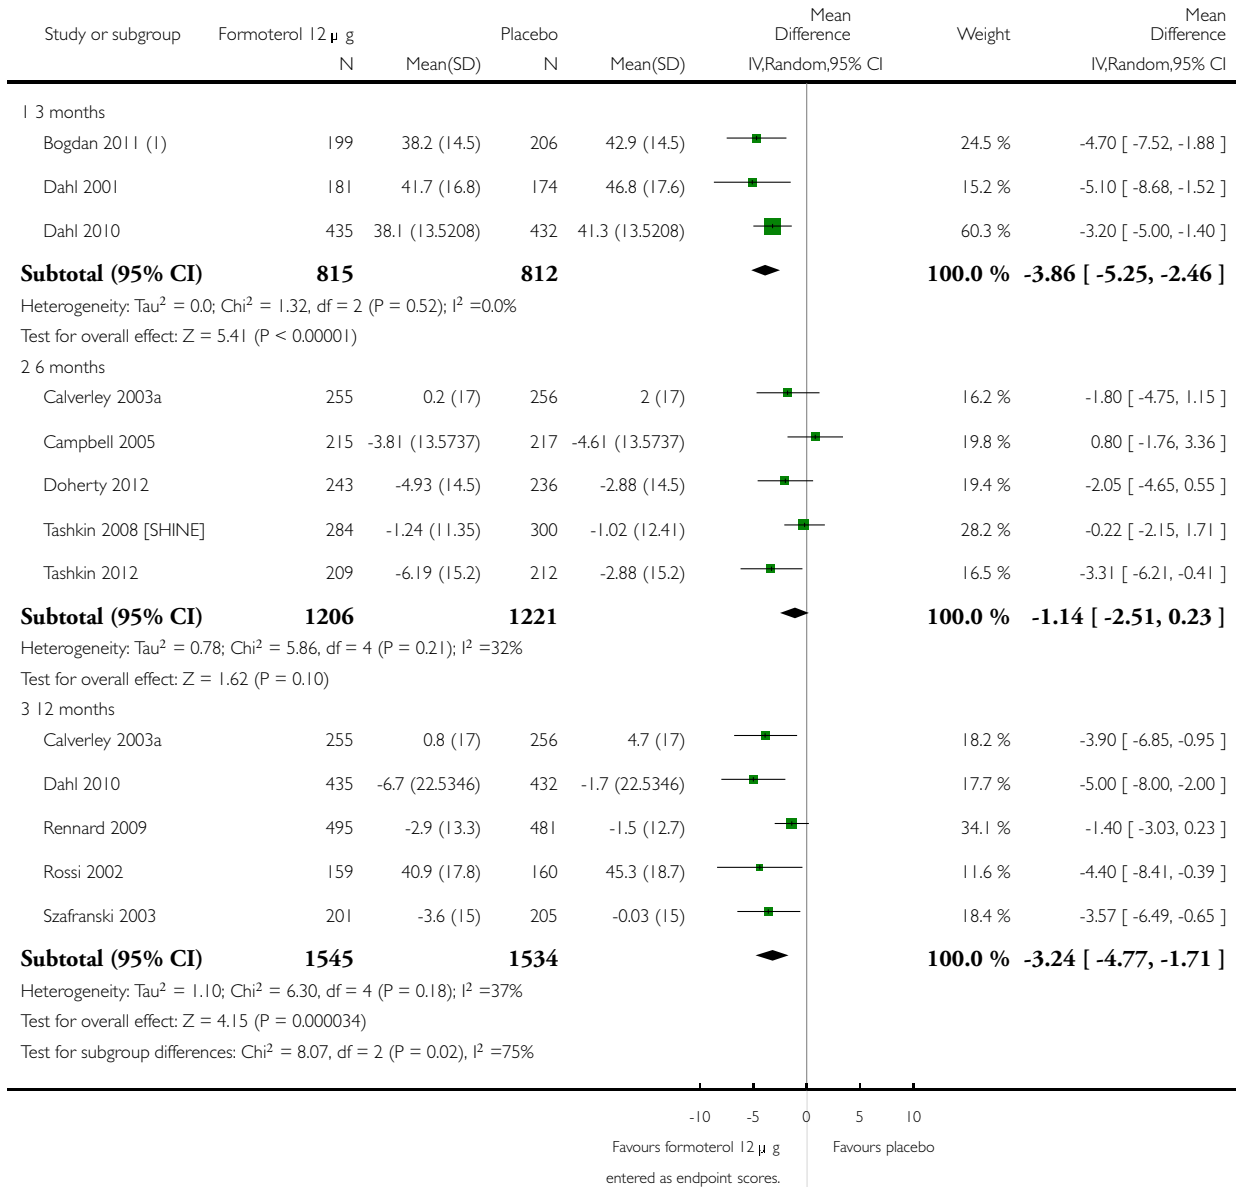 Mean Mean
Study or subgroup Formoterol 12 μ g Placebo Difference Weight Difference
N Mean(SD) N Mean(SD) IV,Random,95% CI IV,Random,95% CI
1 3 months
Bogdan 2011 (1) 199 38.2 (14.5) 206 42.9 (14.5) 24.5 % -4.70 [ -7.52, -1.88 ]
Dahl 2001 181 41.7 (16.8) 174 46.8 (17.6) 15.2 % -5.10 [ -8.68, -1.52 ]
Dahl 2010 435 38.1 (13.5208) 432 41.3 (13.5208) 60.3 % -3.20 [ -5.00, -1.40 ]
Subtotal (95% CI) 815 812 100.0 % -3.86 [ -5.25, -2.46 ]
Heterogeneity: Tau² = 0.0; Chi² = 1.32, df = 2 (P = 0.52); I² =0.0%
Test for overall effect: Z = 5.41 (P < 0.00001)
2 6 months
Calverley 2003a 255 0.2 (17) 256 2 (17) 16.2 % -1.80 [ -4.75, 1.15 ]
Campbell 2005 215 -3.81 (13.5737) 217 -4.61 (13.5737) 19.8 % 0.80 [ -1.76, 3.36 ]
Doherty 2012 243 -4.93 (14.5) 236 -2.88 (14.5) 19.4 % -2.05 [ -4.65, 0.55 ]
Tashkin 2008 [SHINE] 284 -1.24 (11.35) 300 -1.02 (12.41) 28.2 % -0.22 [ -2.15, 1.71 ]
Tashkin 2012 209 -6.19 (15.2) 212 -2.88 (15.2) 16.5 % -3.31 [ -6.21, -0.41 ]
Subtotal (95% CI) 1206 1221 100.0 % -1.14 [ -2.51, 0.23 ]
Heterogeneity: Tau² = 0.78; Chi² = 5.86, df = 4 (P = 0.21); I² =32%
Test for overall effect: Z = 1.62 (P = 0.10)
3 12 months
Calverley 2003a 255 0.8 (17) 256 4.7 (17) 18.2 % -3.90 [ -6.85, -0.95 ]
Dahl 2010 435 -6.7 (22.5346) 432 -1.7 (22.5346) 17.7 % -5.00 [ -8.00, -2.00 ]
Rennard 2009 495 -2.9 (13.3) 481 -1.5 (12.7) 34.1 % -1.40 [ -3.03, 0.23 ]
Rossi 2002 159 40.9 (17.8) 160 45.3 (18.7) 11.6 % -4.40 [ -8.41, -0.39 ]
Szafranski 2003 201 -3.6 (15) 205 -0.03 (15) 18.4 % -3.57 [ -6.49, -0.65 ]
Subtotal (95% CI) 1545 1534 100.0 % -3.24 [ -4.77, -1.71 ]
Heterogeneity: Tau² = 1.10; Chi² = 6.30, df = 4 (P = 0.18); I² =37%
Test for overall effect: Z = 4.15 (P = 0.000034)
Test for subgroup differences: Chi² = 8.07, df = 2 (P = 0.02), I² =75%
-10 -5 0 5 10
Favours formoterol 12 μ g Favours placebo
entered as endpoint scores.